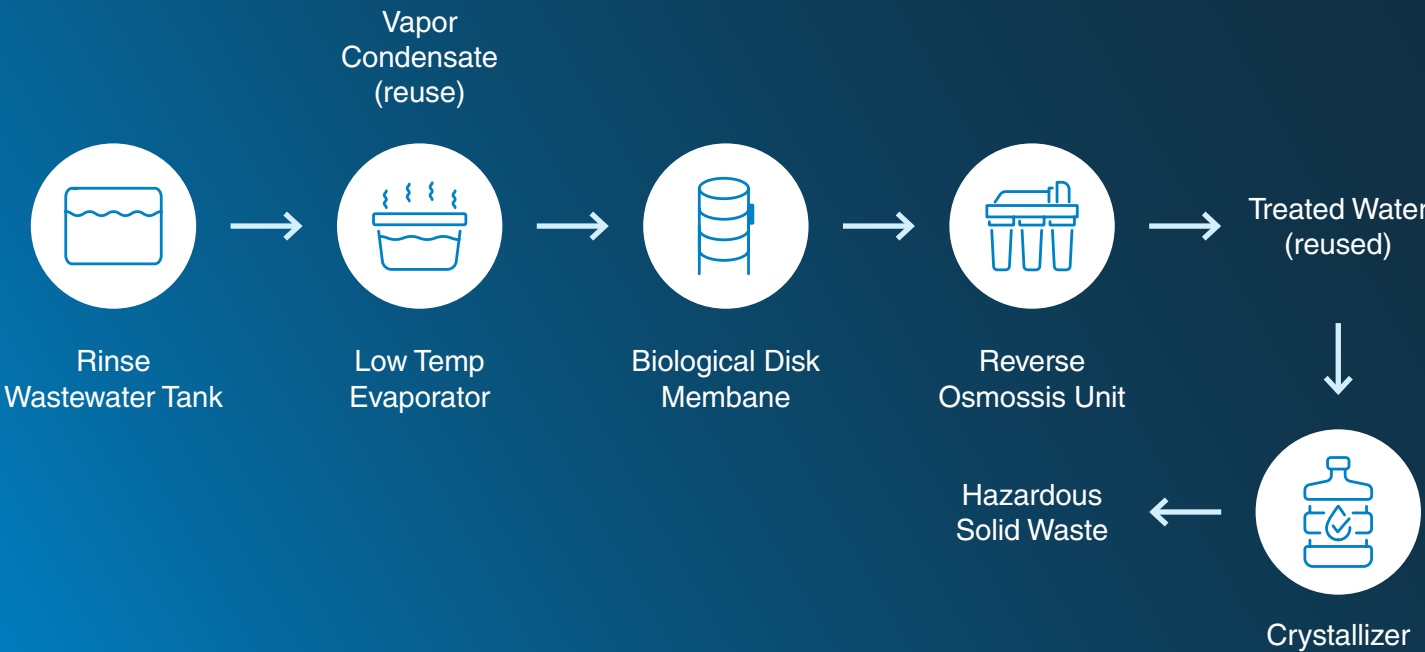 Vapor
Condensate
(reuse)
Rinse
Wastewater Tank
Low Temp
Evaporator
Biological Disk
Membane
Reverse
Osmossis Unit
Treated Water
(reused)
Hazardous
Solid Waste
Crystallizer